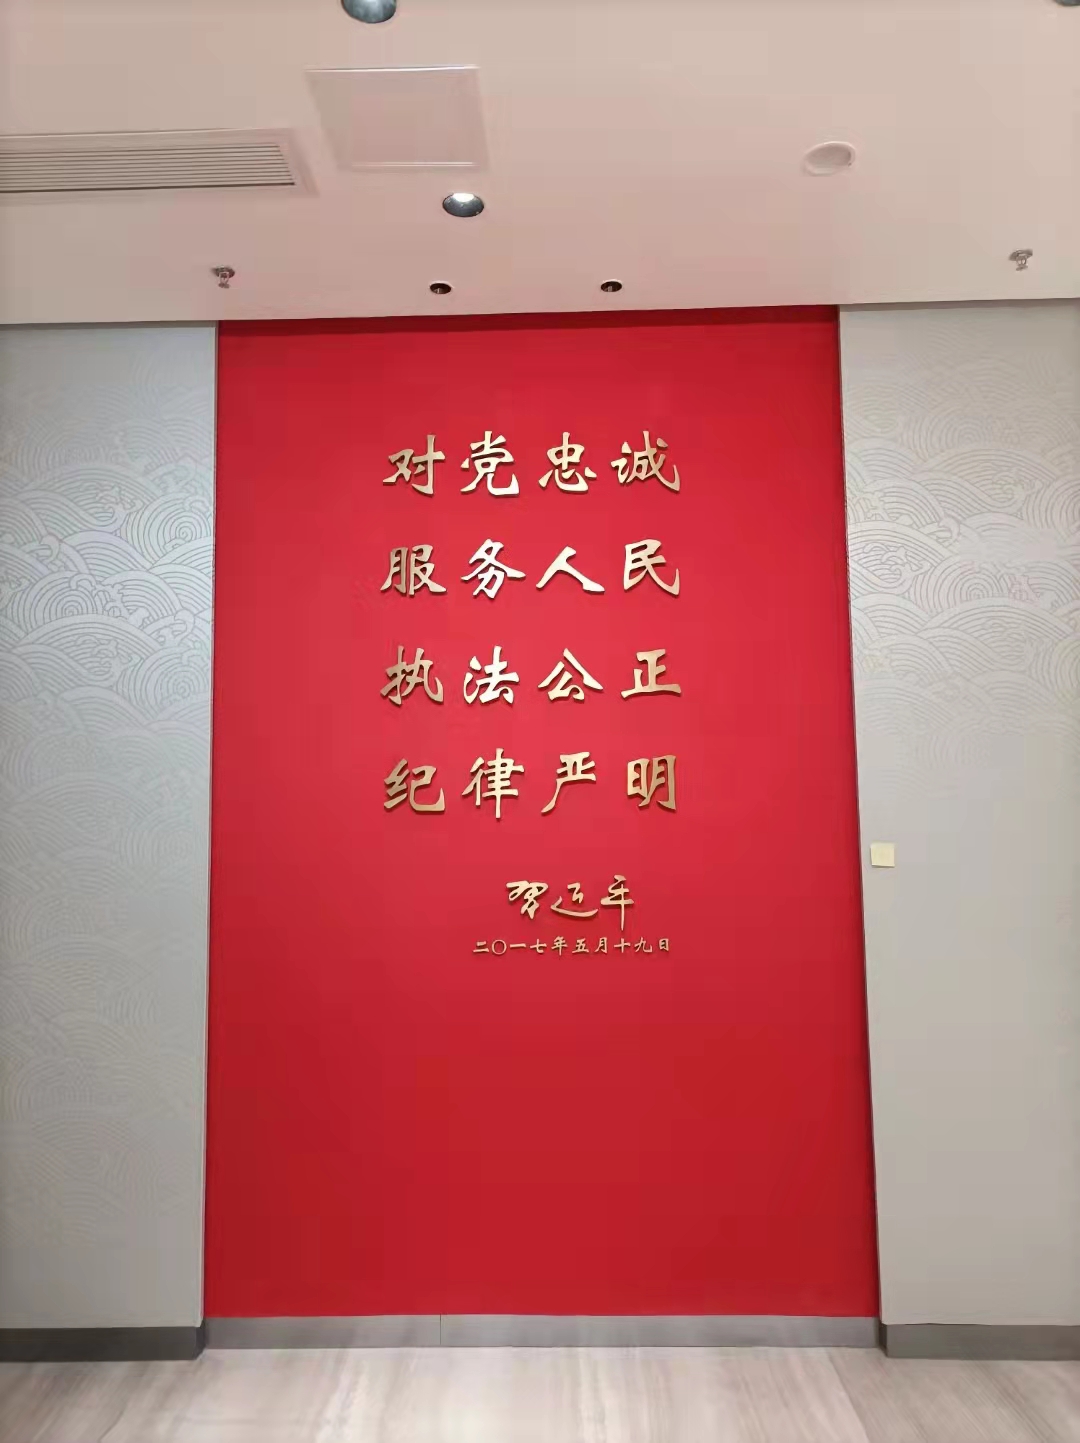 对党忠诚
服务人民
执法公正
纪律严明
習近平
二〇一七年五月十九日